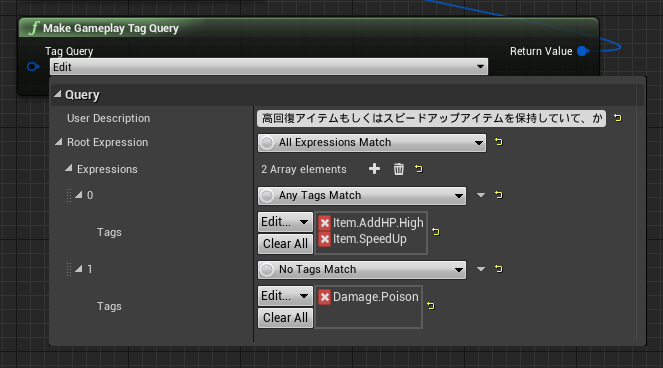 f Make Gameplay Tag Query
Tag Query
Return Value
Edit
Query
User Description 高回復アイテムもしくはスピードアップアイテムを保持していて、か
Root Expression All Expressions Match
Expressions 2 Array elements
0 Any Tags Match
Tags Edit... Item.AddHP.High
Clear All Item.SpeedUp
1 No Tags Match
Tags Edit... Damage.Poison
Clear All